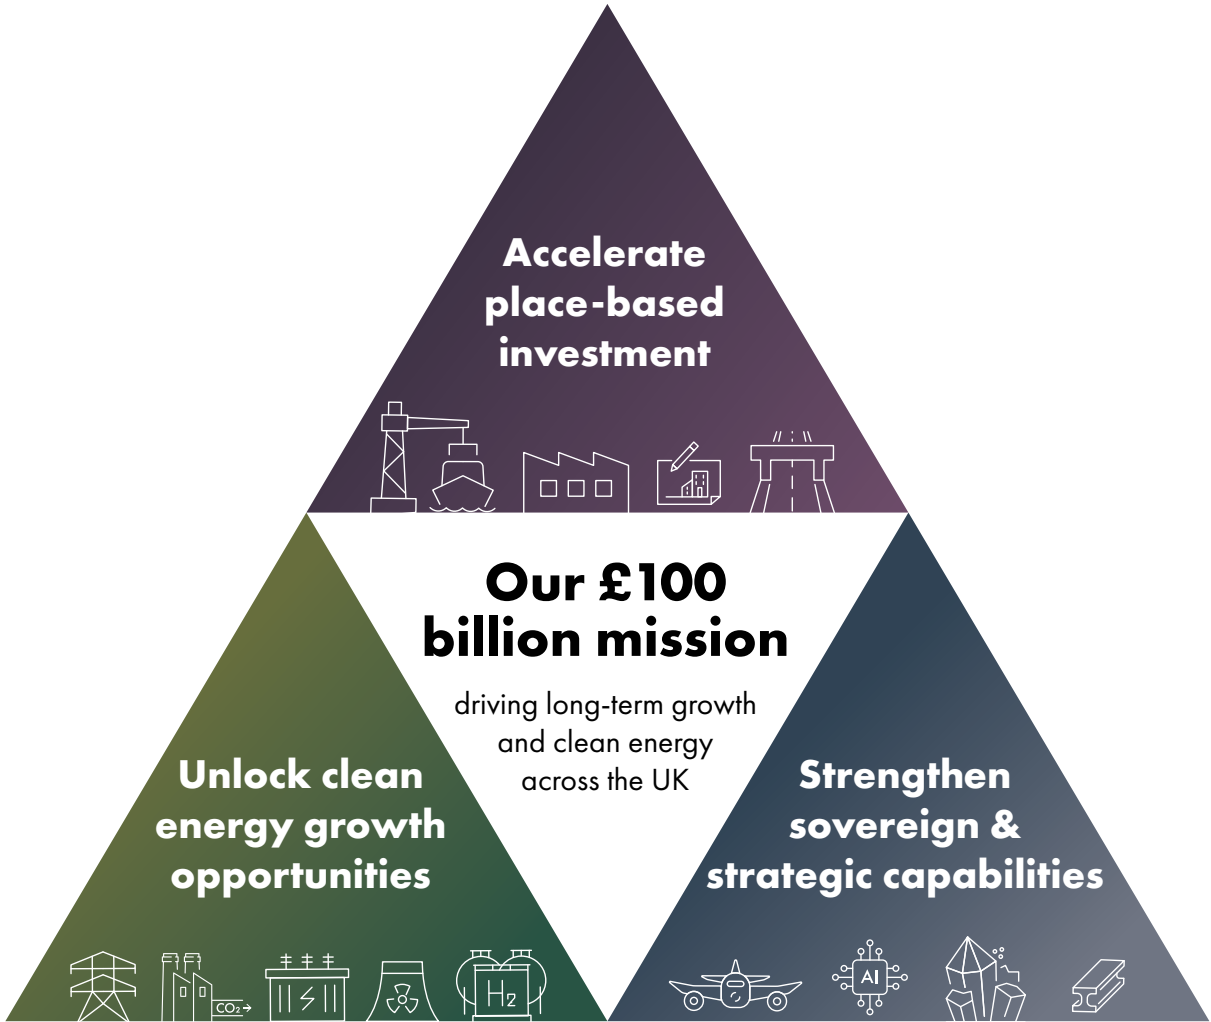 Accelerate
place-based
investment
Our £100
billion mission
driving long-term growth
and clean energy
across the UK
Unlock clean
energy growth
opportunities
CO₂
H₂
Strengthen
sovereign &
strategic capabilities
AI